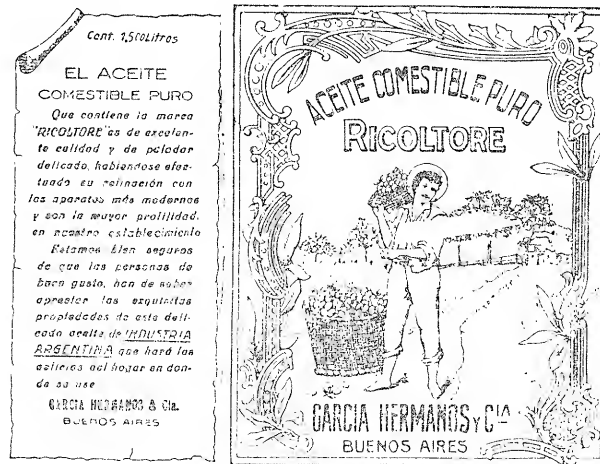 Cont. 1,500 Litros
EL ACEITE
COMESTIBLE PURO
Que contiene la marca
"RICOLTORE" es de excelen-
te calidad y de paladar
delicado, habiendose efec-
tuado su refinación con
los aparatos más modernos
y con la mayor prolijidad,
en nuestro establecimiento
Estamos bien seguros
de que las personas de
buen gusto, han de saber
apreciar las exquisitas
propiedades de este deli-
cado aceite de INDUSTRIA
ARGENTINA que hará las
delicias del hogar en don-
de se use
GARCIA HERMANOS & Cia.
BUENOS AIRES
ACEITE COMESTIBLE PURO
RICOLTORE
GARCIA HERMANOS Y CIA
BUENOS AIRES